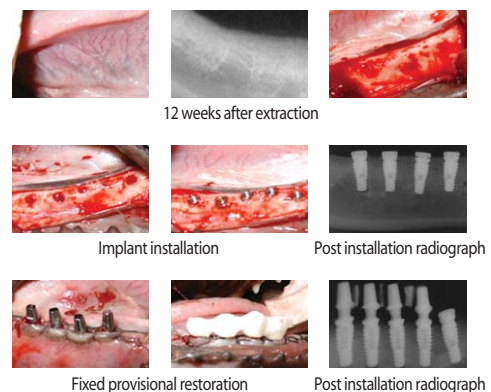 12 weeks after extraction
Implant installation
Post installation radiograph
Fixed provisional restoration
Post installation radiograph